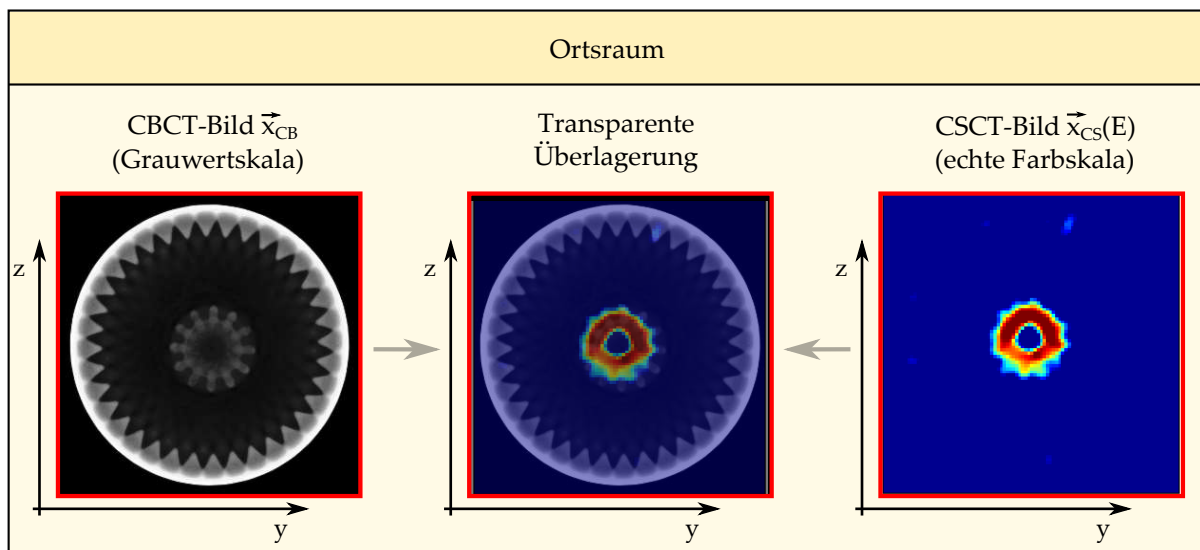 Ortsraum
CBCT-Bild x⃗CB
(Grauwertskala)
z
y
Transparente
Überlagerung
z
y
CSCT-Bild x⃗CS(E)
(echte Farbskala)
z
y